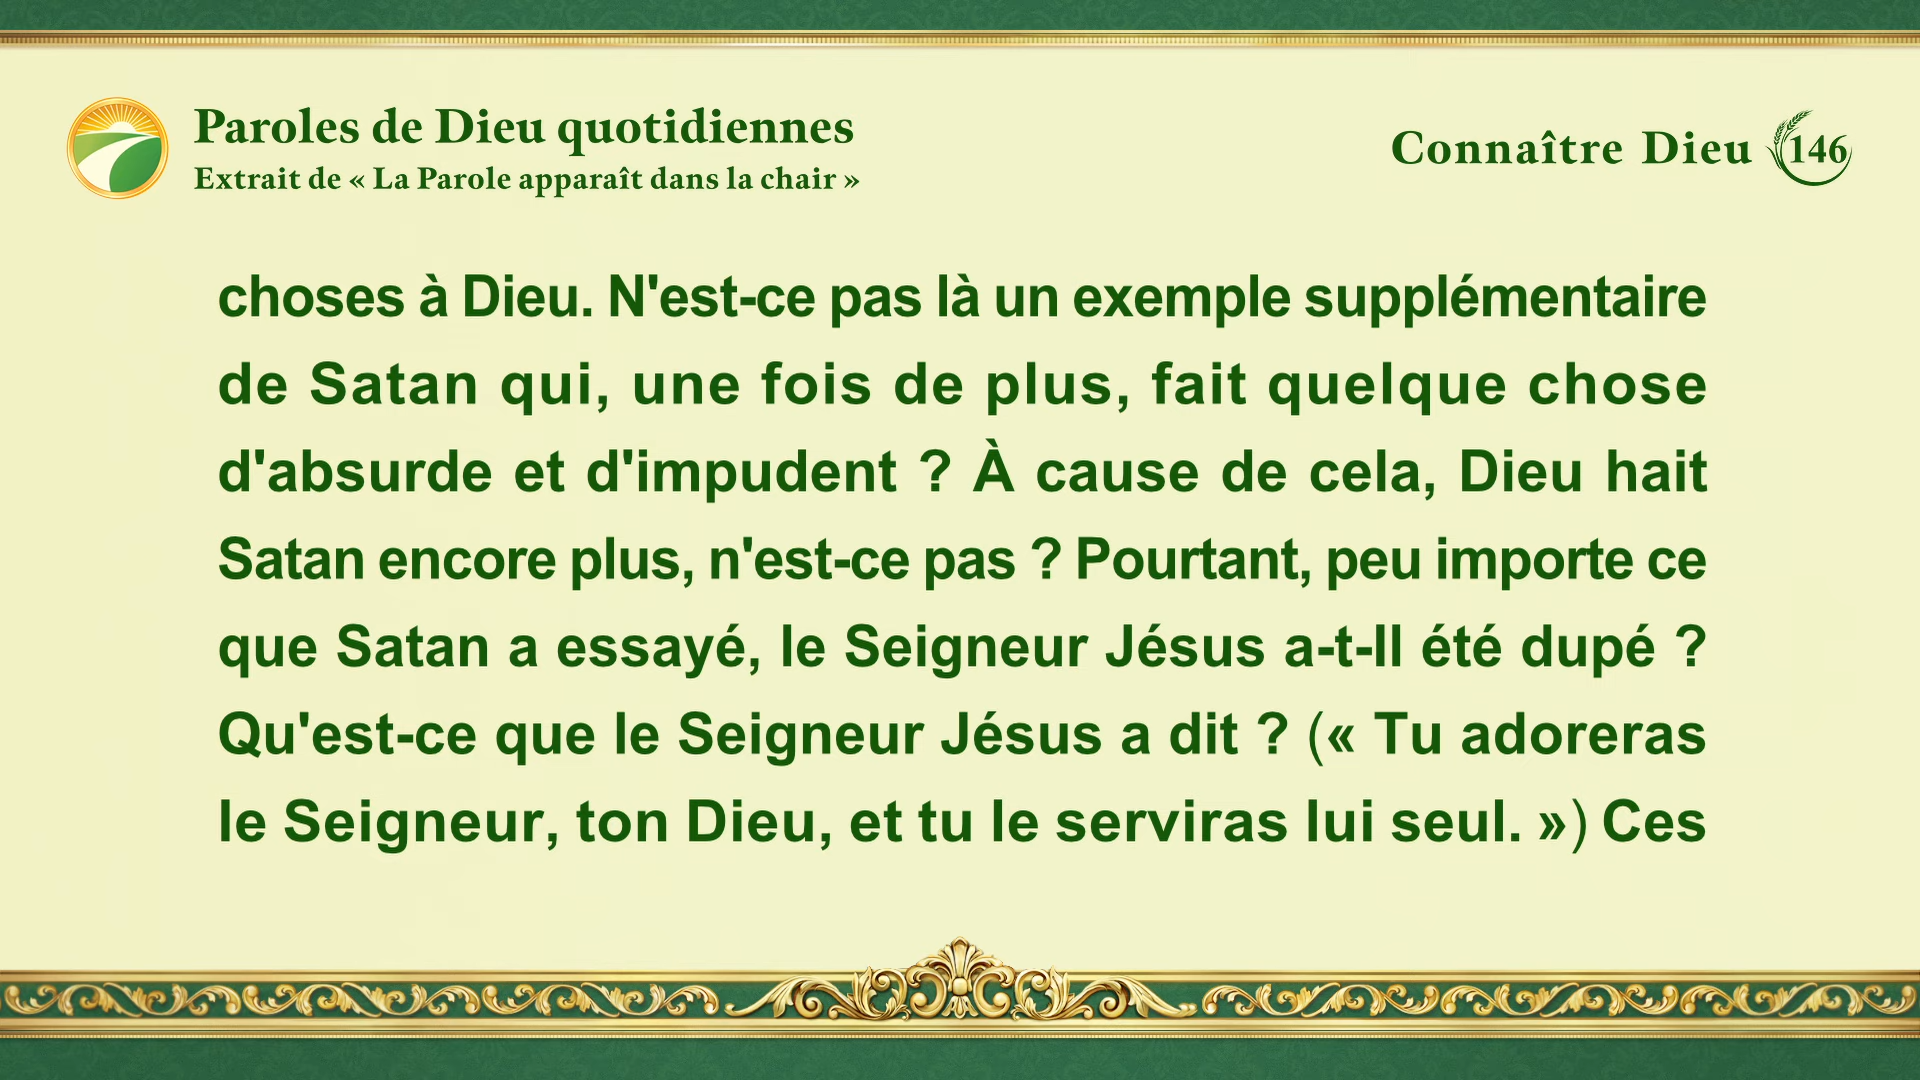 Paroles de Dieu quotidiennes
Extrait de « La Parole apparaît dans la chair »
Connaître Dieu 146
choses à Dieu. N'est-ce pas là un exemple supplémentaire
de Satan qui, une fois de plus, fait quelque chose
d'absurde et d'impudent ? À cause de cela, Dieu hait
Satan encore plus, n'est-ce pas ? Pourtant, peu importe ce
que Satan a essayé, le Seigneur Jésus a-t-Il été dupé ?
Qu'est-ce que le Seigneur Jésus a dit ? (« Tu adoreras
le Seigneur, ton Dieu, et tu le serviras lui seul. ») Ces